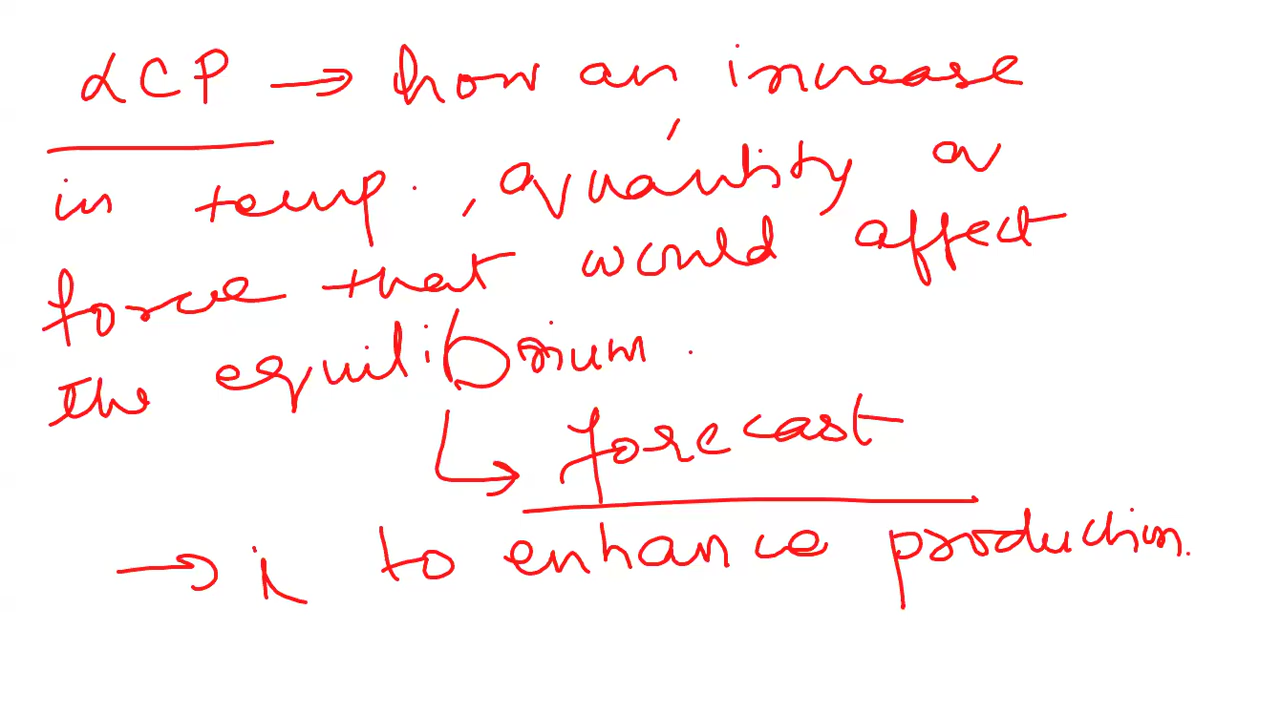 LCP → how an increase
in temp., quantity or
force that would affect
the equilibrium.
↳ forecast
→ i to enhance production.